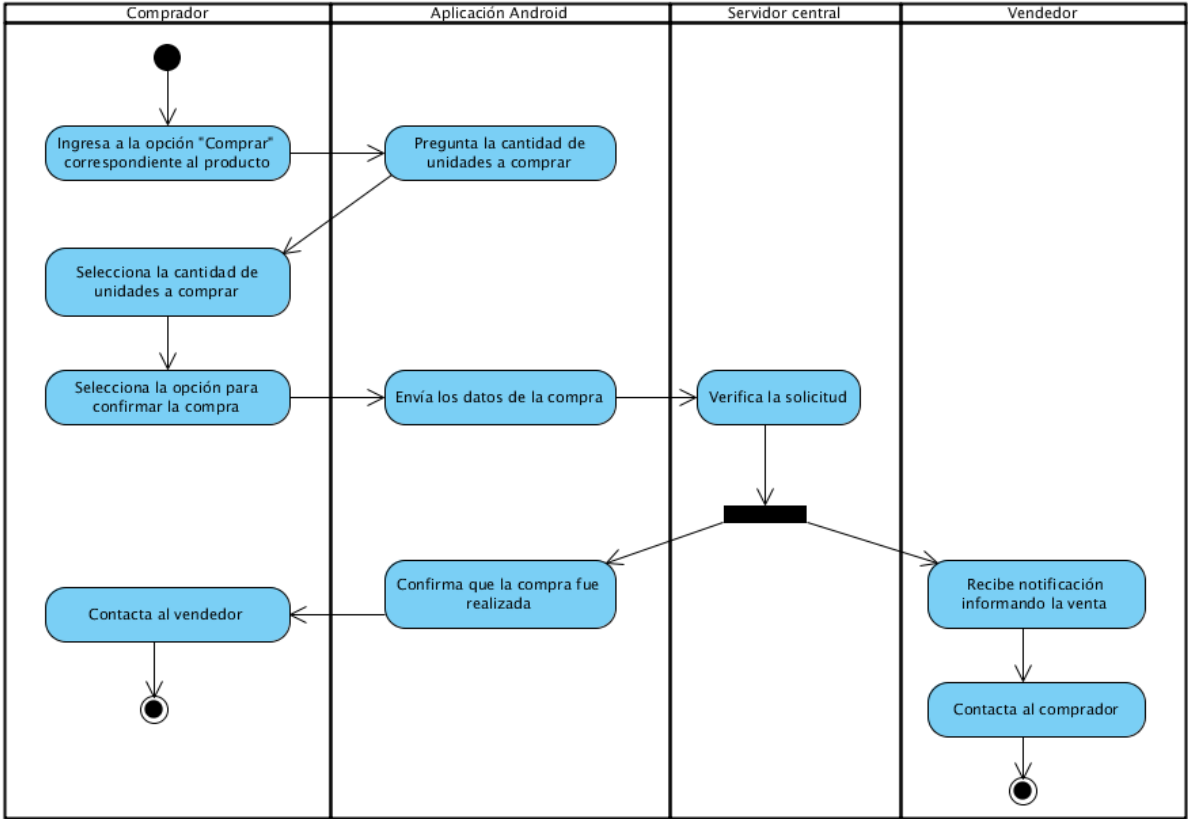 Comprador
Aplicación Android
Servidor central
Vendedor
Ingresa a la opción "Comprar"
correspondiente al producto
Pregunta la cantidad de
unidades a comprar
Selecciona la cantidad de
unidades a comprar
Selecciona la opción para
confirmar la compra
Envía los datos de la compra
Verifica la solicitud
Confirma que la compra fue
realizada
Recibe notificación
informando la venta
Contacta al vendedor
Contacta al comprador